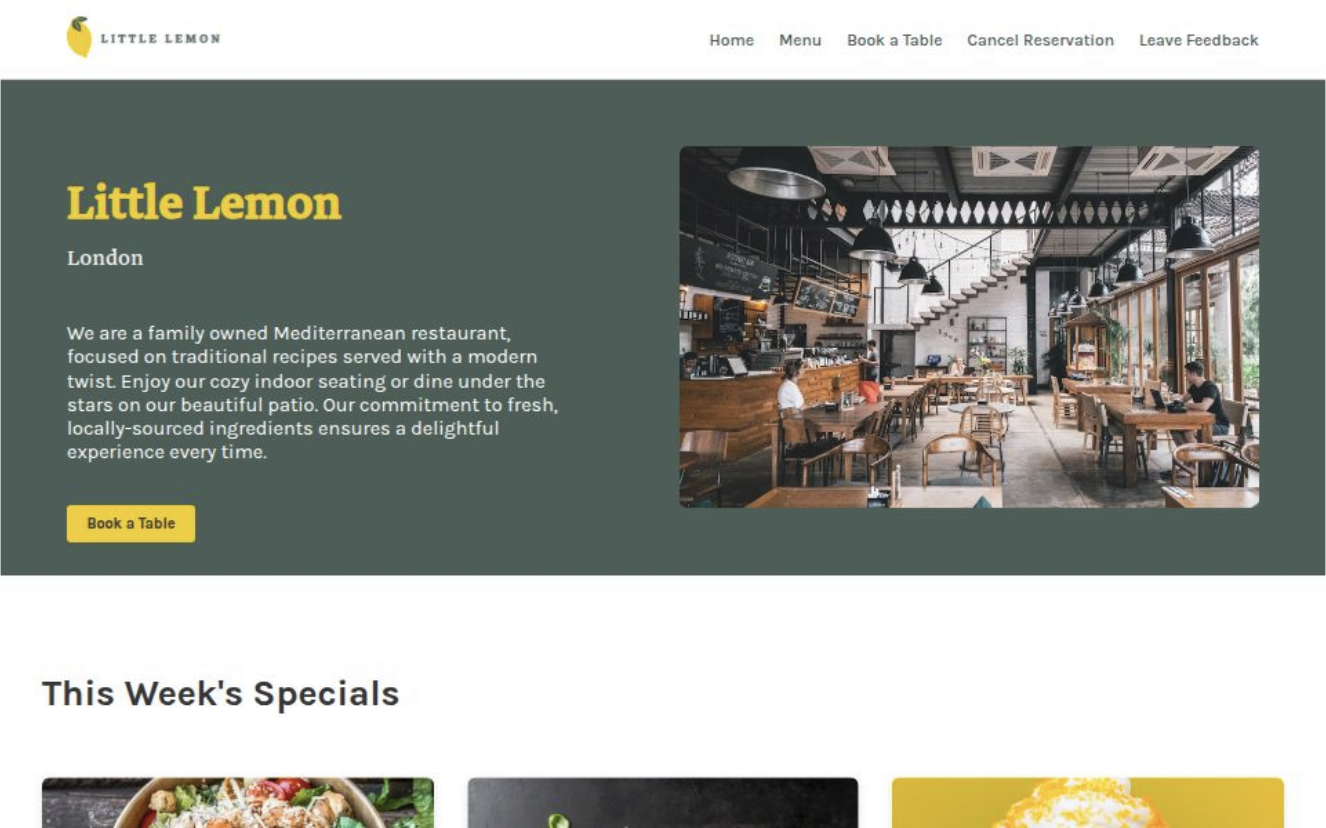 LITTLE LEMON
Home Menu Book a Table Cancel Reservation Leave Feedback
Little Lemon
London
We are a family owned Mediterranean restaurant,
focused on traditional recipes served with a modern
twist. Enjoy our cozy indoor seating or dine under the
stars on our beautiful patio. Our commitment to fresh,
locally-sourced ingredients ensures a delightful
experience every time.
Book a Table
This Week's Specials